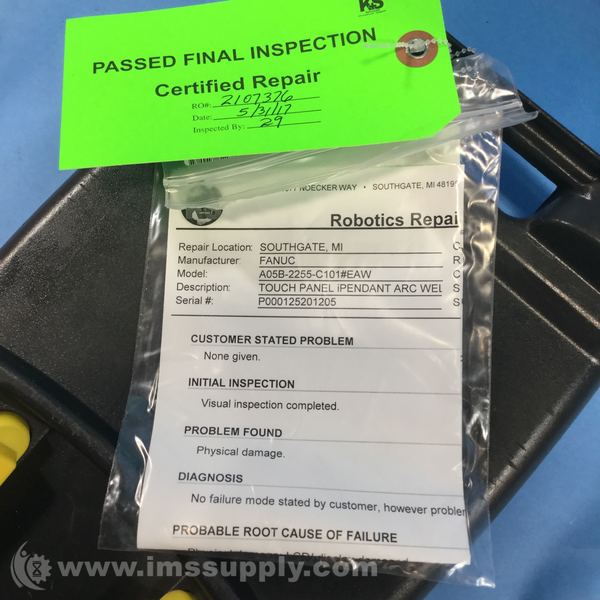 K&S
PASSED FINAL INSPECTION
Certified Repair
RO#: 2107376
Date: 5/31/17
Inspected By: 29
NOECKER WAY • SOUTHGATE, MI 4819
Robotics Repai
Repair Location: SOUTHGATE, MI
Manufacturer: FANUC
Model: A05B-2255-C101#EAW
Description: TOUCH PANEL iPENDANT ARC WEL
Serial #: P000125201205
CUSTOMER STATED PROBLEM
None given.
INITIAL INSPECTION
Visual inspection completed.
PROBLEM FOUND
Physical damage.
DIAGNOSIS
No failure mode stated by customer, however probler
PROBABLE ROOT CAUSE OF FAILURE
www.imssupply.com